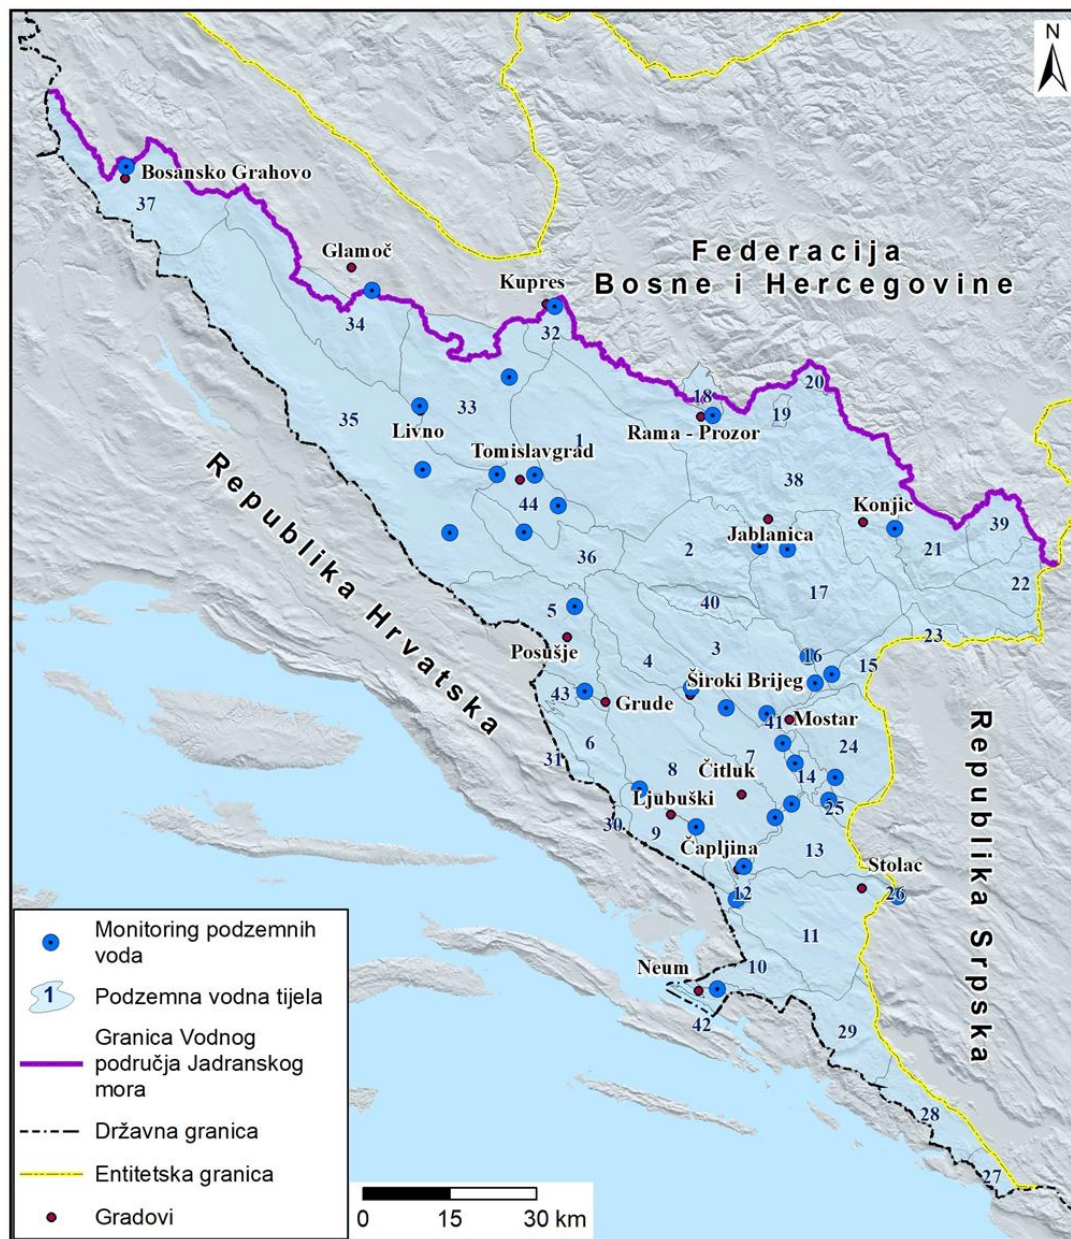 N
Bosansko Grahovo
37
Glamoč
Federacija
Bosne i Hercegovine
Kupres
34
32
20
18
19
33
35
Livno
Rama - Prozor
1
Tomislavgrad
38
44
Konjic
39
Jablanica
2
21
36
22
17
40
5
23
Republika Hrvatska
Posušje
3
4
16
15
Široki Brijeg
43
Grude
41
Mostar
6
24
7
31
8
Čitluk
14
Ljubuški
25
30
9
13
Čapljina
Stolac
12
26
11
Republika Srpska
10
Neum
42
29
28
27
Monitoring podzemnih
voda
1
Podzemna vodna tijela
Granica Vodnog
područja Jadranskog
mora
Državna granica
Entitetska granica
Gradovi
0 15 30 km